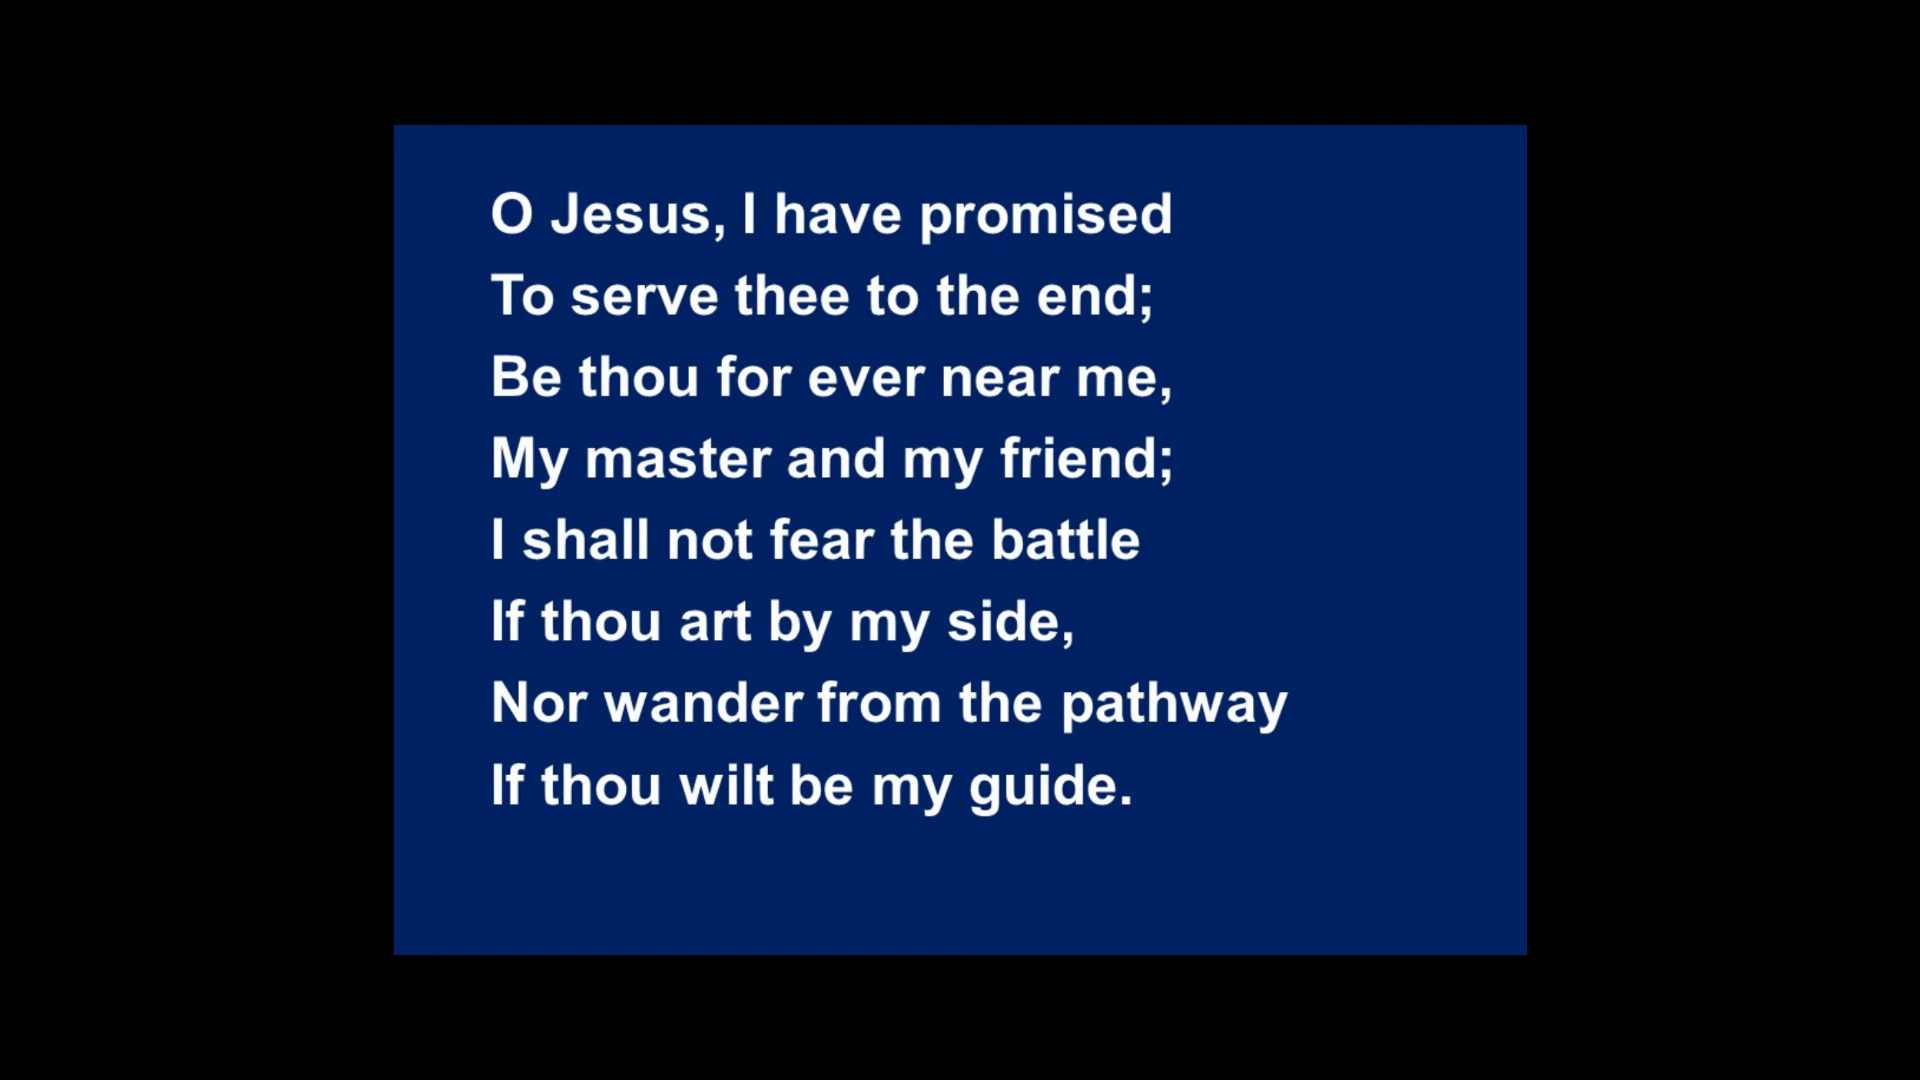 O Jesus, I have promised
To serve thee to the end;
Be thou for ever near me,
My master and my friend;
I shall not fear the battle
If thou art by my side,
Nor wander from the pathway
If thou wilt be my guide.